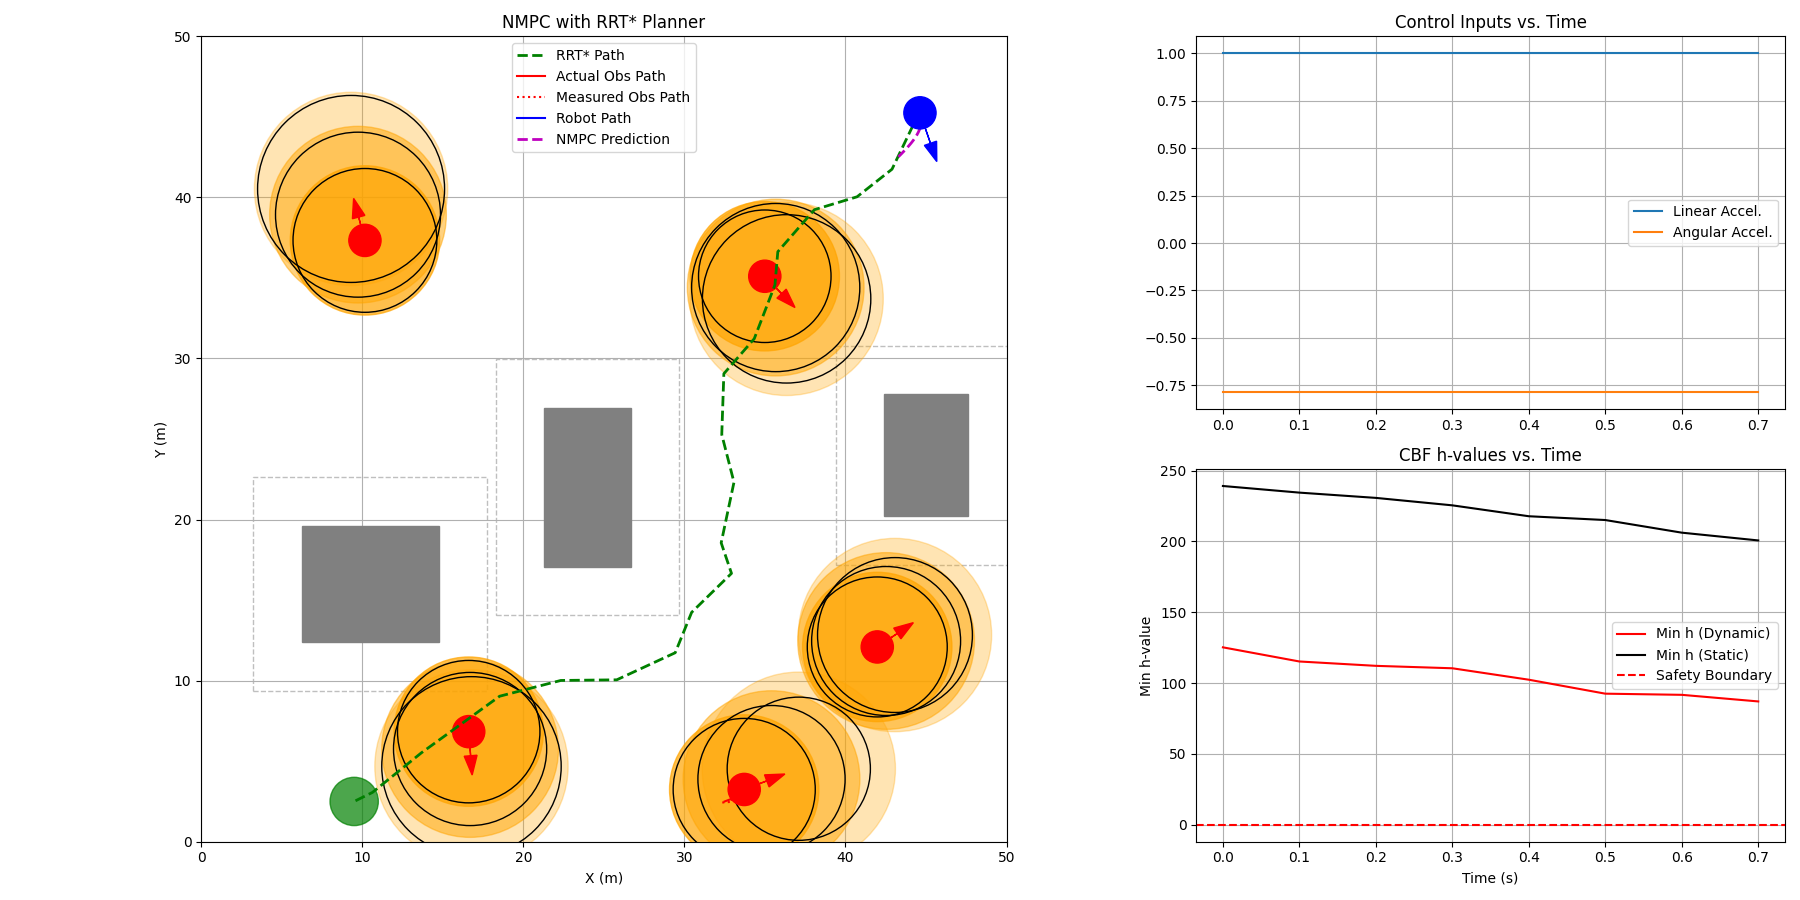 NMPC with RRT* Planner
50
40
30
20
10
0
Y (m)
0 10 20 30 40 50
X (m)
RRT* Path
Actual Obs Path
Measured Obs Path
Robot Path
NMPC Prediction
Control Inputs vs. Time
1.00
0.75
0.50
0.25
0.00
−0.25
−0.50
−0.75
0.0 0.1 0.2 0.3 0.4 0.5 0.6 0.7
Linear Accel.
Angular Accel.
CBF h-values vs. Time
250
200
150
100
50
0
Min h-value
0.0 0.1 0.2 0.3 0.4 0.5 0.6 0.7
Time (s)
Min h (Dynamic)
Min h (Static)
Safety Boundary